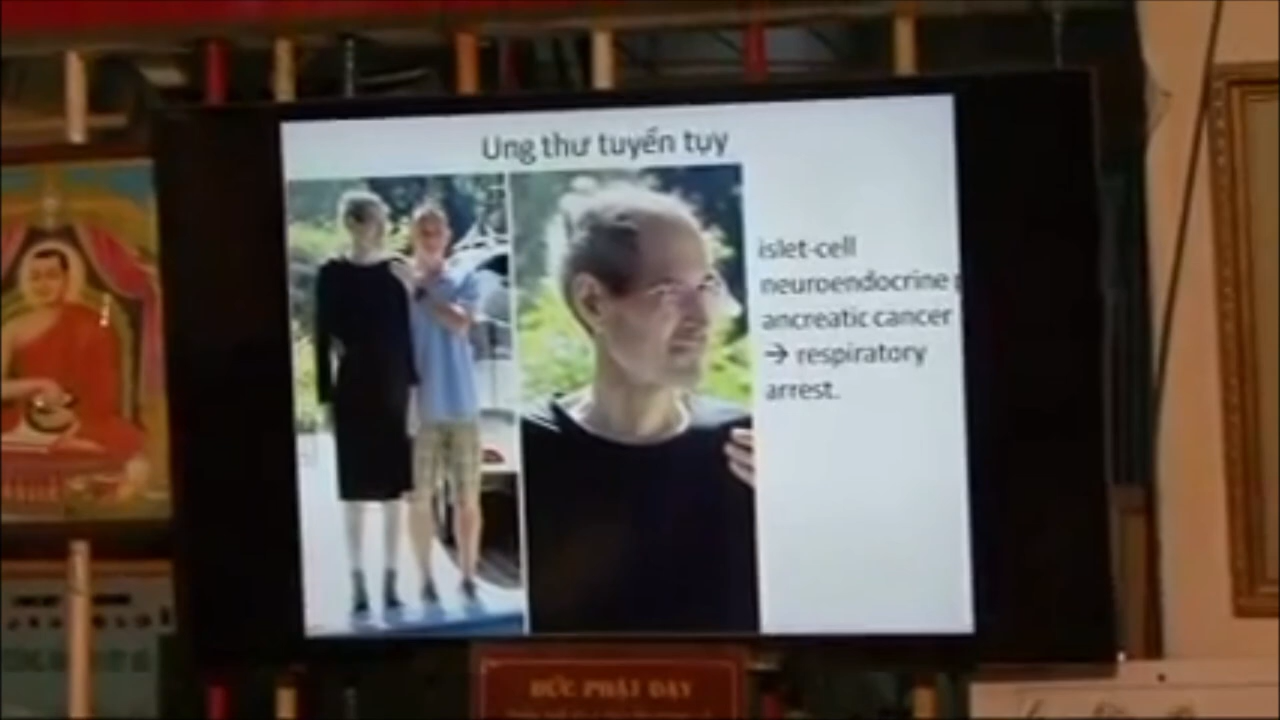 Ung thư tuyến tụy
islet-cell
neuroendocrine p
ancreatic cancer
→ respiratory
arrest.
ĐỨC PHẬT DẠY